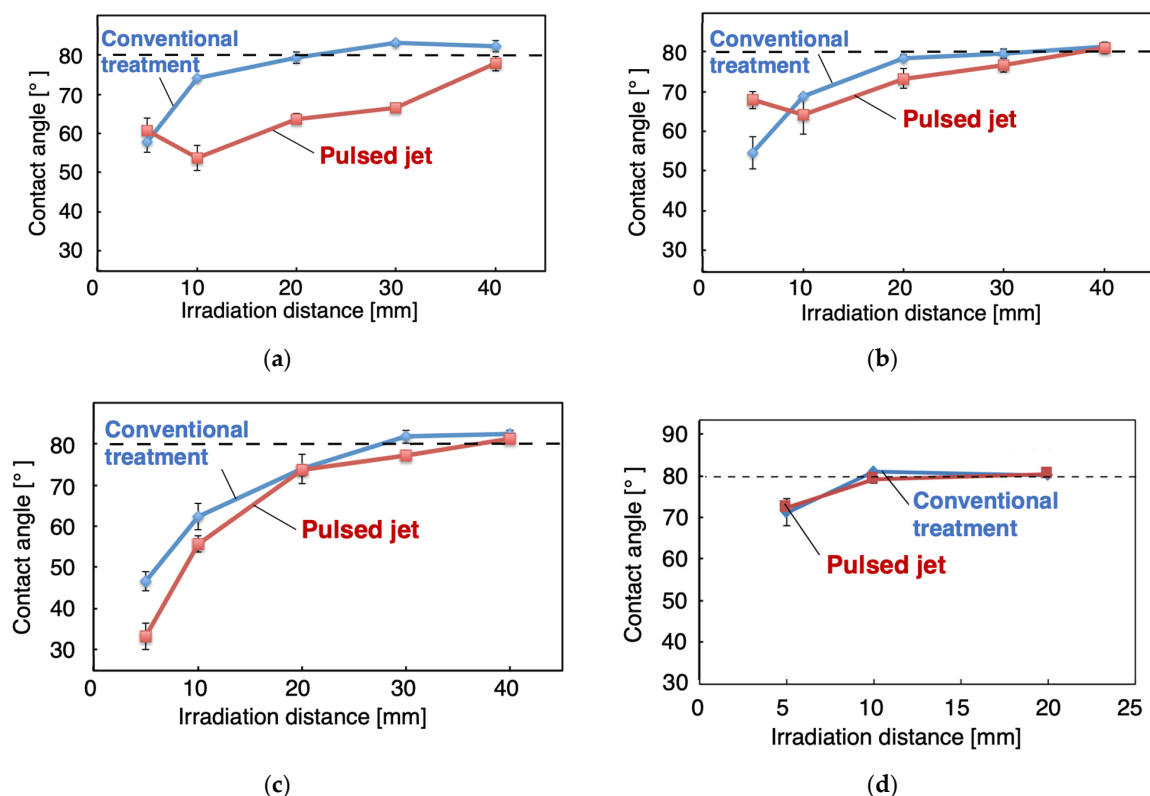 Conventional
treatment
Pulsed jet
Contact angle [° ]
80
70
60
50
40
30
0
10
20
30
40
Irradiation distance [mm]
(a)
Conventional
treatment
Pulsed jet
Contact angle [° ]
80
70
60
50
40
30
0
10
20
30
40
Irradiation distance [mm]
(b)
Conventional
treatment
Pulsed jet
Contact angle [° ]
80
70
60
50
40
30
0
10
20
30
40
Irradiation distance [mm]
(c)
Conventional
treatment
Pulsed jet
Contact angle [° ]
90
80
70
60
50
40
30
0
5
10
15
20
25
Irradiation distance [mm]
(d)